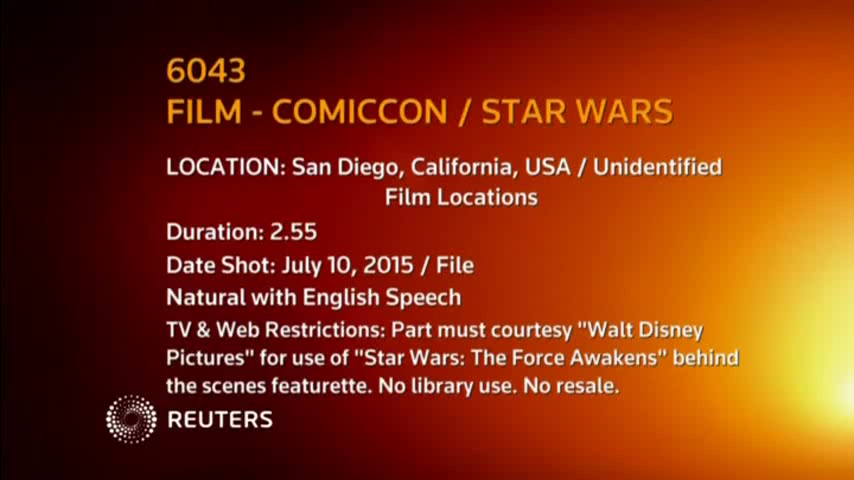 6043
FILM - COMICCON / STAR WARS
LOCATION: San Diego, California, USA / Unidentified
Film Locations
Duration: 2.55
Date Shot: July 10, 2015 / File
Natural with English Speech
TV & Web Restrictions: Part must courtesy "Walt Disney
Pictures" for use of "Star Wars: The Force Awakens" behind
the scenes featurette. No library use. No resale.
REUTERS